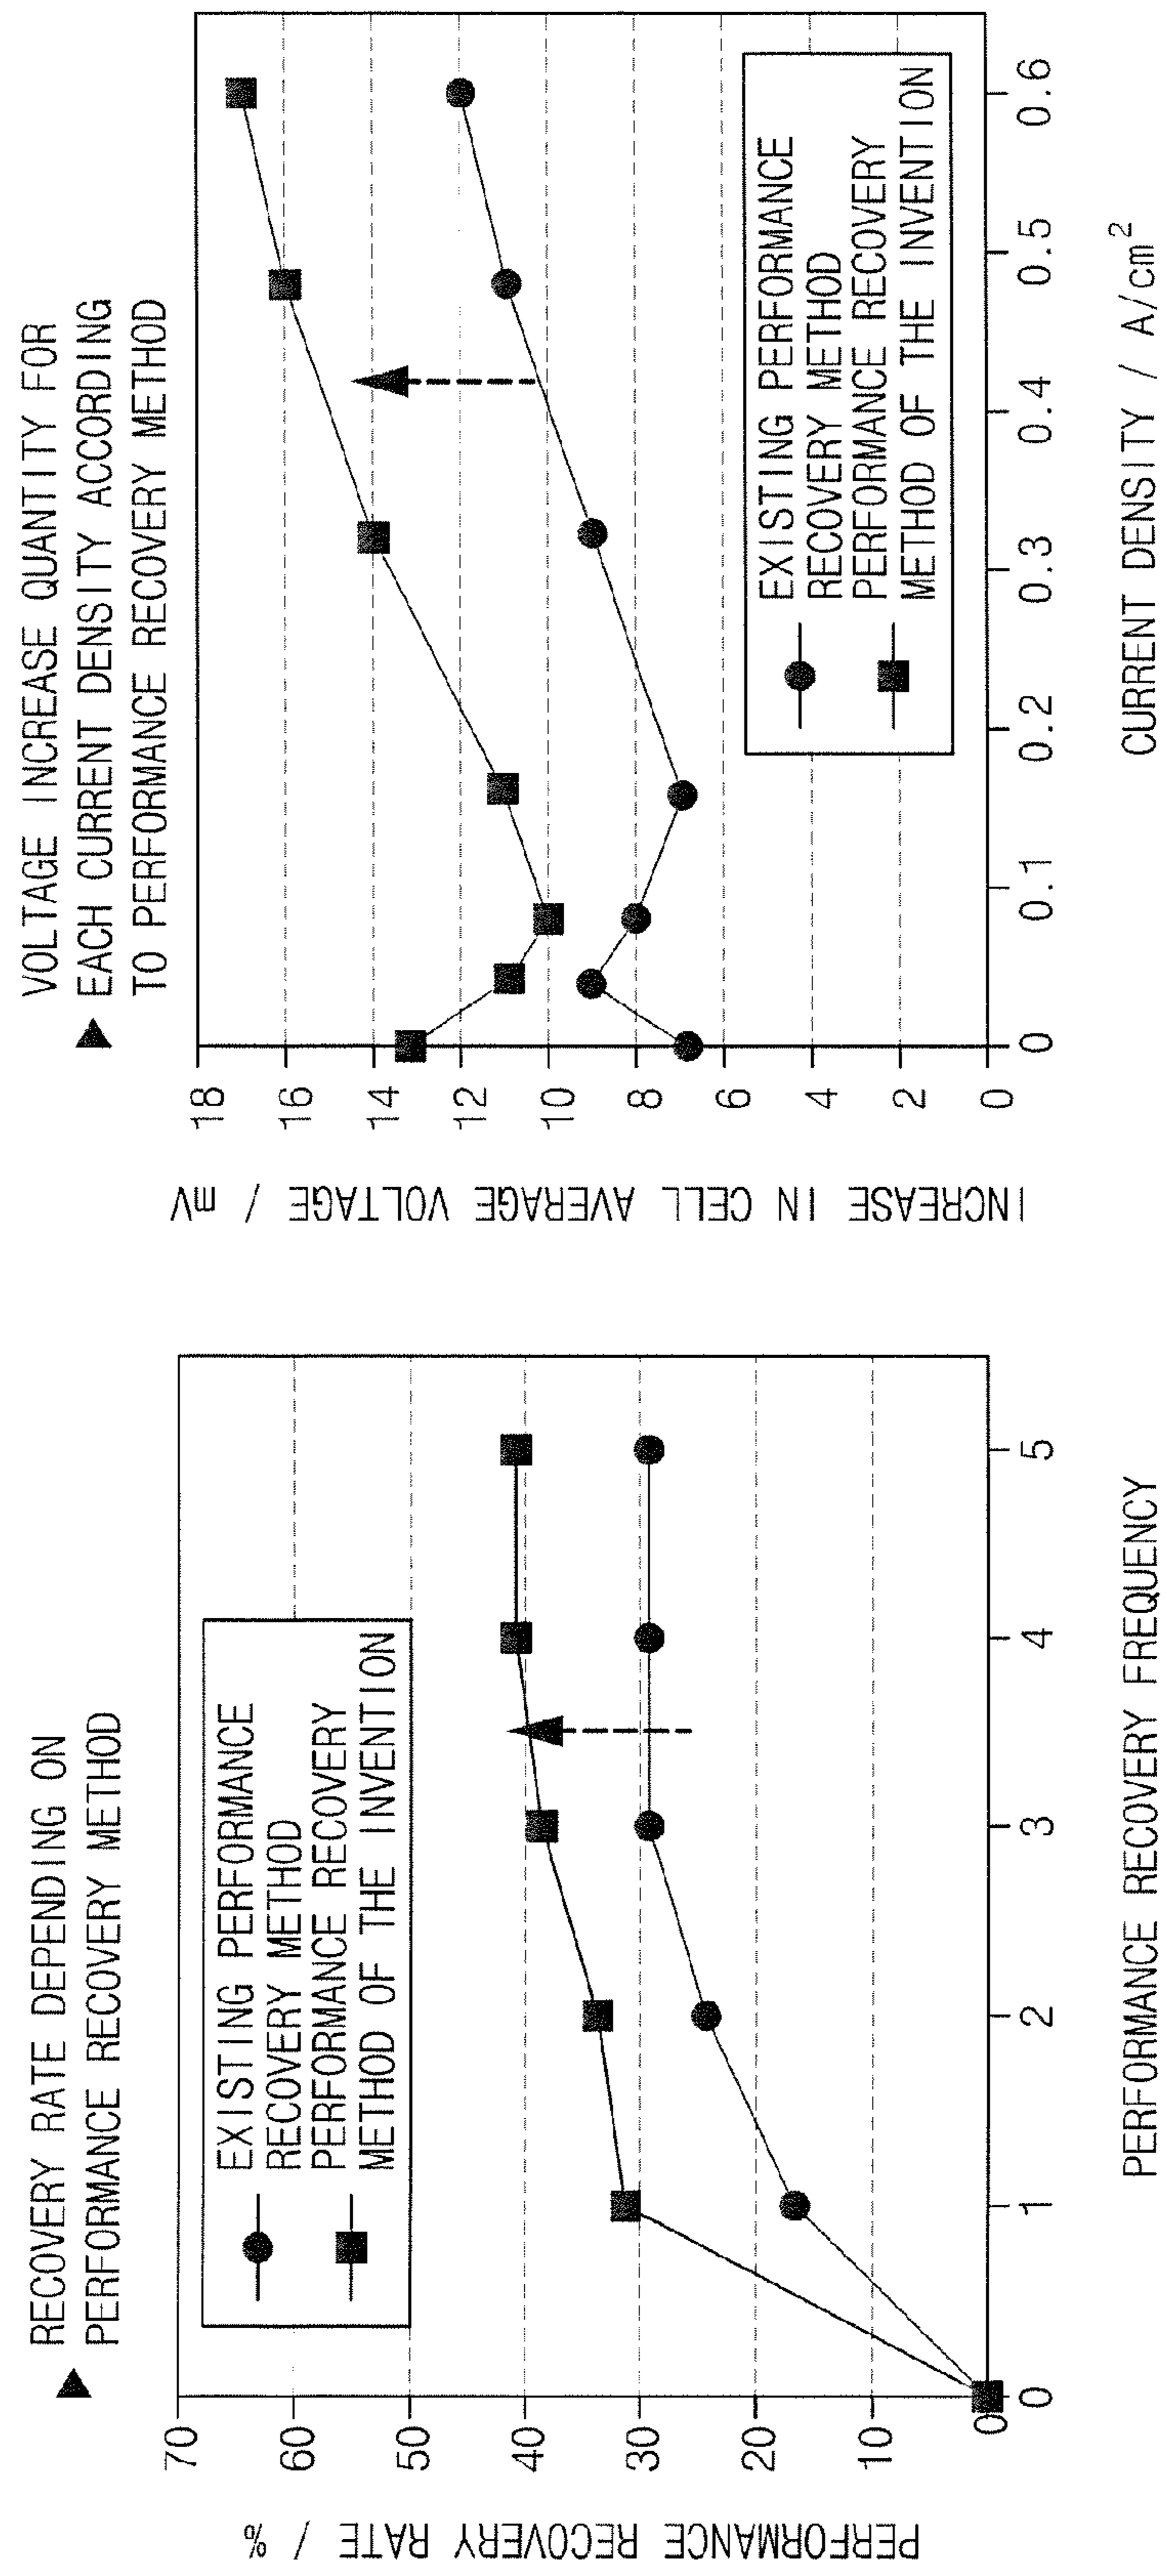 ▲ RECOVERY RATE DEPENDING ON
PERFORMANCE RECOVERY METHOD
PERFORMANCE RECOVERY RATE / %
70
60
50
40
30
20
10
0
EXISTING PERFORMANCE
RECOVERY METHOD
PERFORMANCE RECOVERY
METHOD OF THE INVENTION
0 1 2 3 4 5
PERFORMANCE RECOVERY FREQUENCY
VOLTAGE INCREASE QUANTITY FOR
▲ EACH CURRENT DENSITY ACCORDING
TO PERFORMANCE RECOVERY METHOD
INCREASE IN CELL AVERAGE VOLTAGE / mV
18
16
14
12
10
8
6
4
2
0
EXISTING PERFORMANCE
RECOVERY METHOD
PERFORMANCE RECOVERY
METHOD OF THE INVENTION
0 0.1 0.2 0.3 0.4 0.5 0.6
CURRENT DENSITY / A/cm²